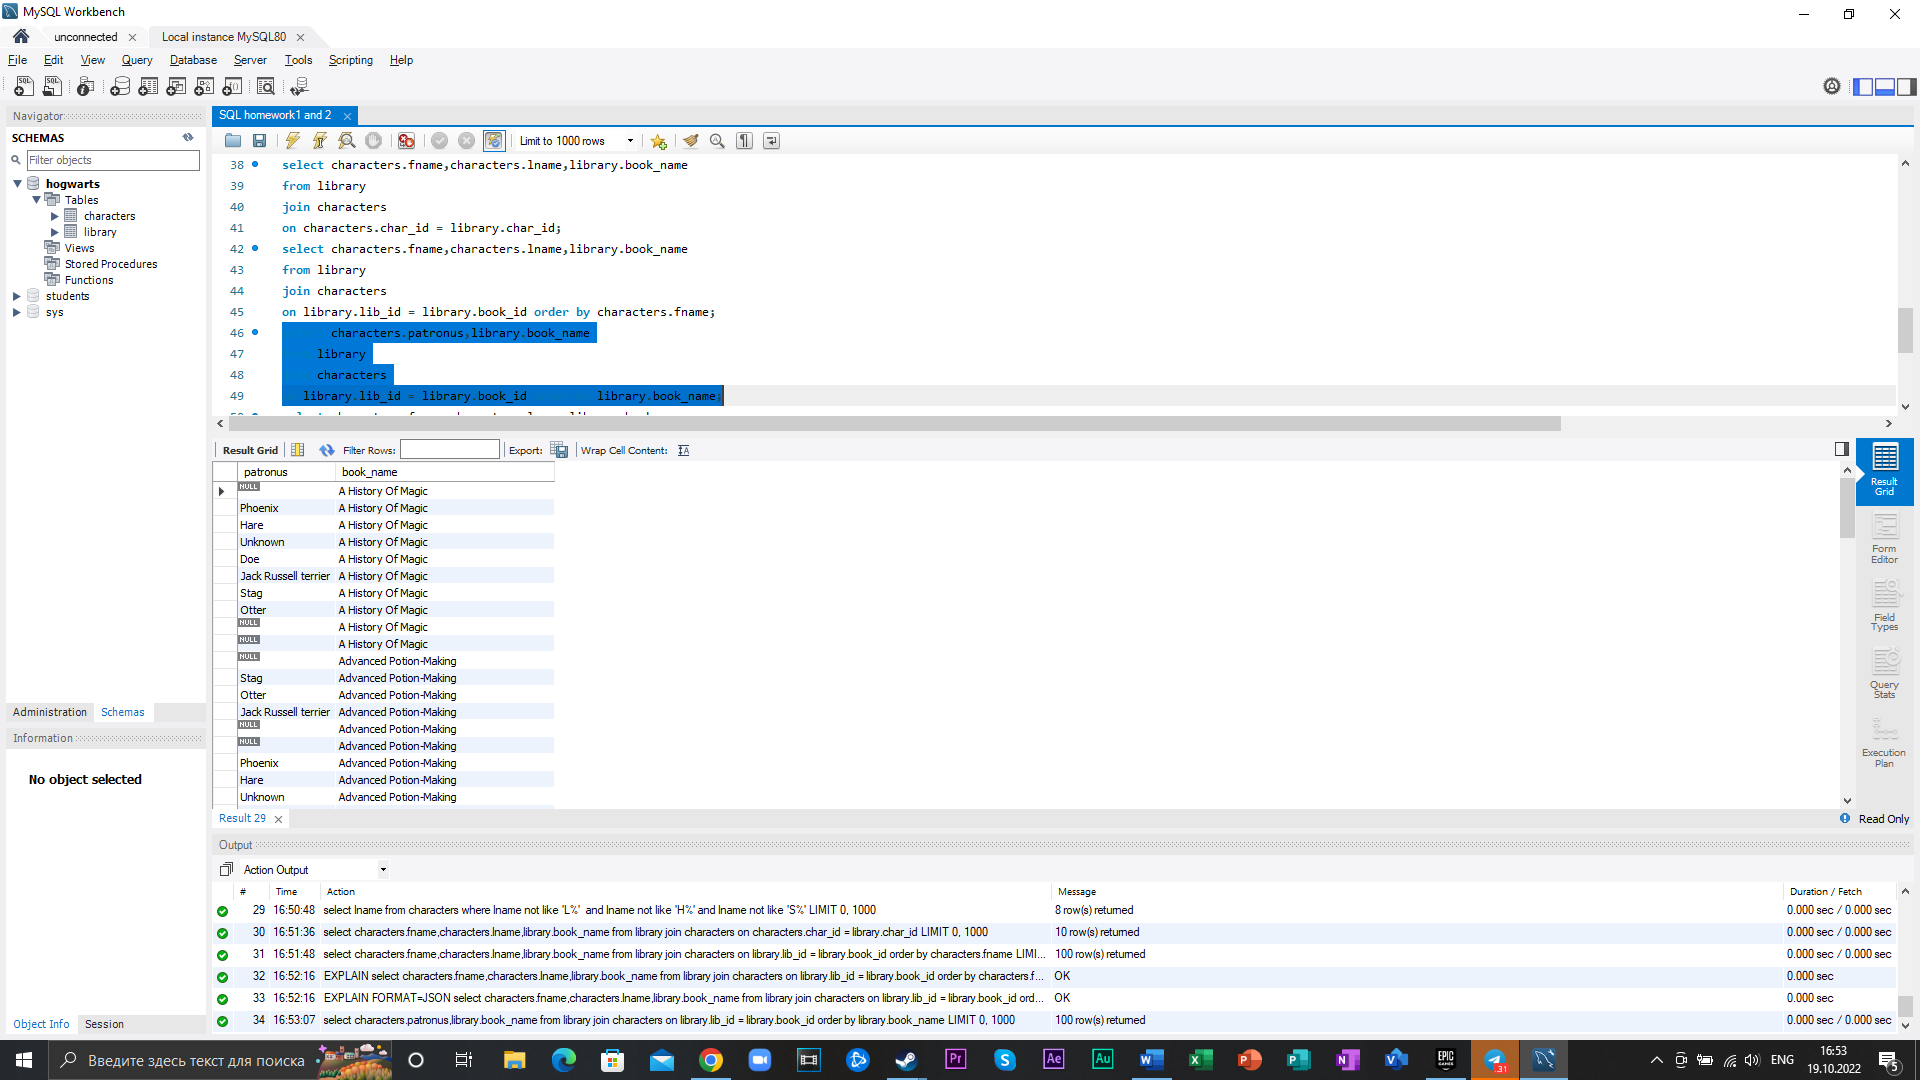 MySQL Workbench
unconnected
Local instance MySQL80
File Edit View Query Database Server Tools Scripting Help
Navigator
SCHEMAS
Filter objects
hogwarts
Tables
characters
library
Views
Stored Procedures
Functions
students
sys
Administration Schemas
Information
No object selected
Object Info Session
SQL homework1 and 2
Limit to 1000 rows
38 select characters.fname,characters.lname,library.book_name
39 from library
40 join characters
41 on characters.char_id = library.char_id;
42 select characters.fname,characters.lname,library.book_name
43 from library
44 join characters
45 on library.lib_id = library.book_id order by characters.fname;
46 characters.patronus,library.book_name
47 library
48 characters
49 library.lib_id = library.book_id library.book_name;
Result Grid Filter Rows: Export: Wrap Cell Content:
patronus book_name
NULL A History Of Magic
Phoenix A History Of Magic
Hare A History Of Magic
Unknown A History Of Magic
Doe A History Of Magic
Jack Russell terrier A History Of Magic
Stag A History Of Magic
Otter A History Of Magic
NULL A History Of Magic
NULL A History Of Magic
NULL Advanced Potion-Making
Stag Advanced Potion-Making
Otter Advanced Potion-Making
Jack Russell terrier Advanced Potion-Making
NULL Advanced Potion-Making
NULL Advanced Potion-Making
Phoenix Advanced Potion-Making
Hare Advanced Potion-Making
Unknown Advanced Potion-Making
Result Grid
Form Editor
Field Types
Query Stats
Execution Plan
Result 29
Read Only
Output
Action Output
# Time Action Message Duration / Fetch
29 16:50:48 select lname from characters where lname not like 'L%' and lname not like 'H%' and lname not like 'S%' LIMIT 0, 1000 8 row(s) returned 0.000 sec / 0.000 sec
30 16:51:36 select characters.fname,characters.lname,library.book_name from library join characters on characters.char_id = library.char_id LIMIT 0, 1000 10 row(s) returned 0.000 sec / 0.000 sec
31 16:51:48 select characters.fname,characters.lname,library.book_name from library join characters on library.lib_id = library.book_id order by characters.fname LIMI... 100 row(s) returned 0.000 sec / 0.000 sec
32 16:52:16 EXPLAIN select characters.fname,characters.lname,library.book_name from library join characters on library.lib_id = library.book_id order by characters.f... OK 0.000 sec
33 16:52:16 EXPLAIN FORMAT=JSON select characters.fname,characters.lname,library.book_name from library join characters on library.lib_id = library.book_id ord... OK 0.000 sec
34 16:53:07 select characters.patronus,library.book_name from library join characters on library.lib_id = library.book_id order by library.book_name LIMIT 0, 1000 100 row(s) returned 0.000 sec / 0.000 sec
Введите здесь текст для поиска
ENG
16:53
19.10.2022